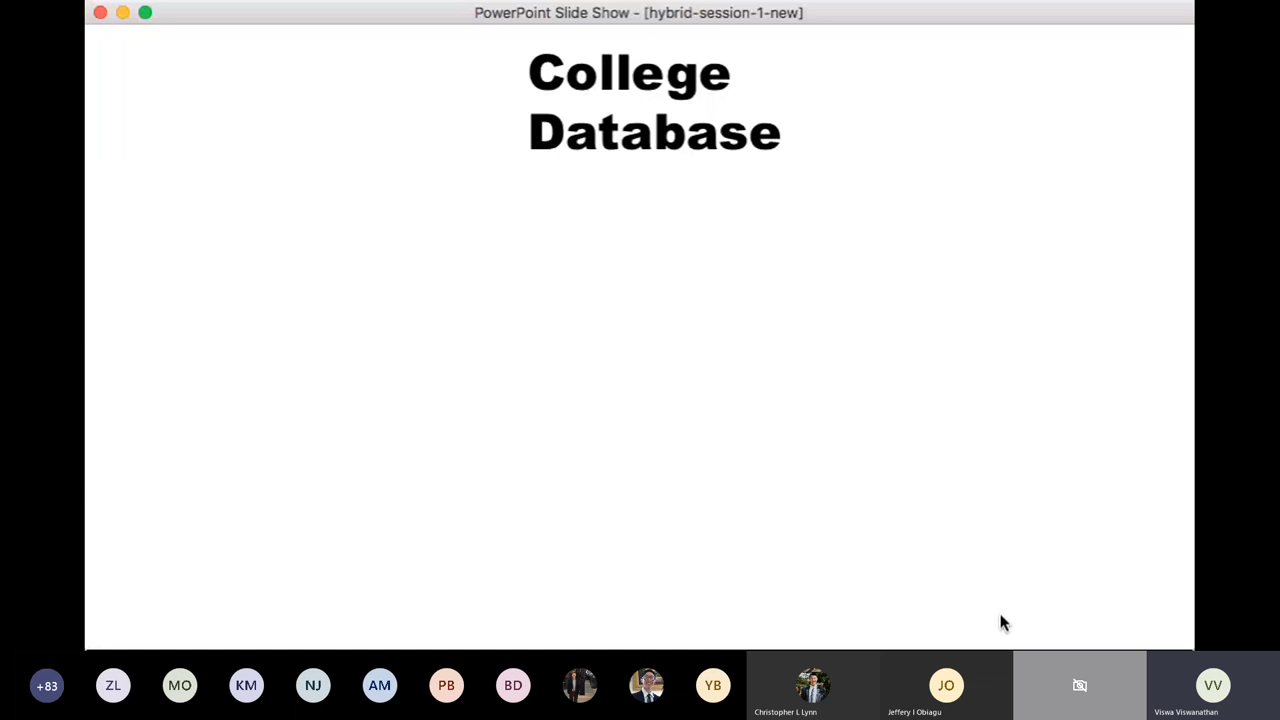 PowerPoint Slide Show - [hybrid-session-1-new]
College
Database
+83
ZL
MO
KM
NJ
AM
PB
BD
YB
JO
VV
Christopher L Lynn
Jeffery I Obiagu
Viswa Viswanathan